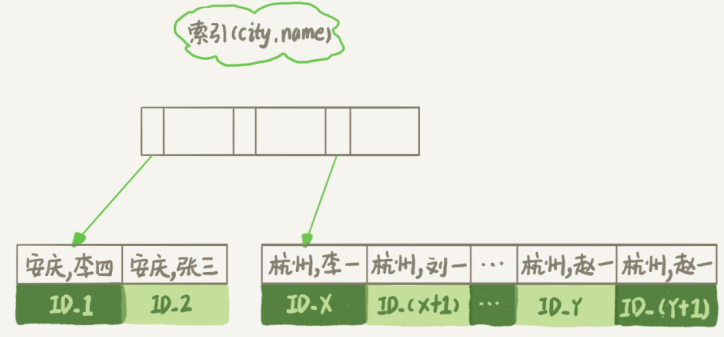 索引(city,name)
安庆,李四 安庆,张三 杭州,李一 杭州,刘一 ... 杭州,赵一 杭州,赵一
ID_1 ID_2 ID_X ID_(X+1) ... ID_Y ID_(Y+1)